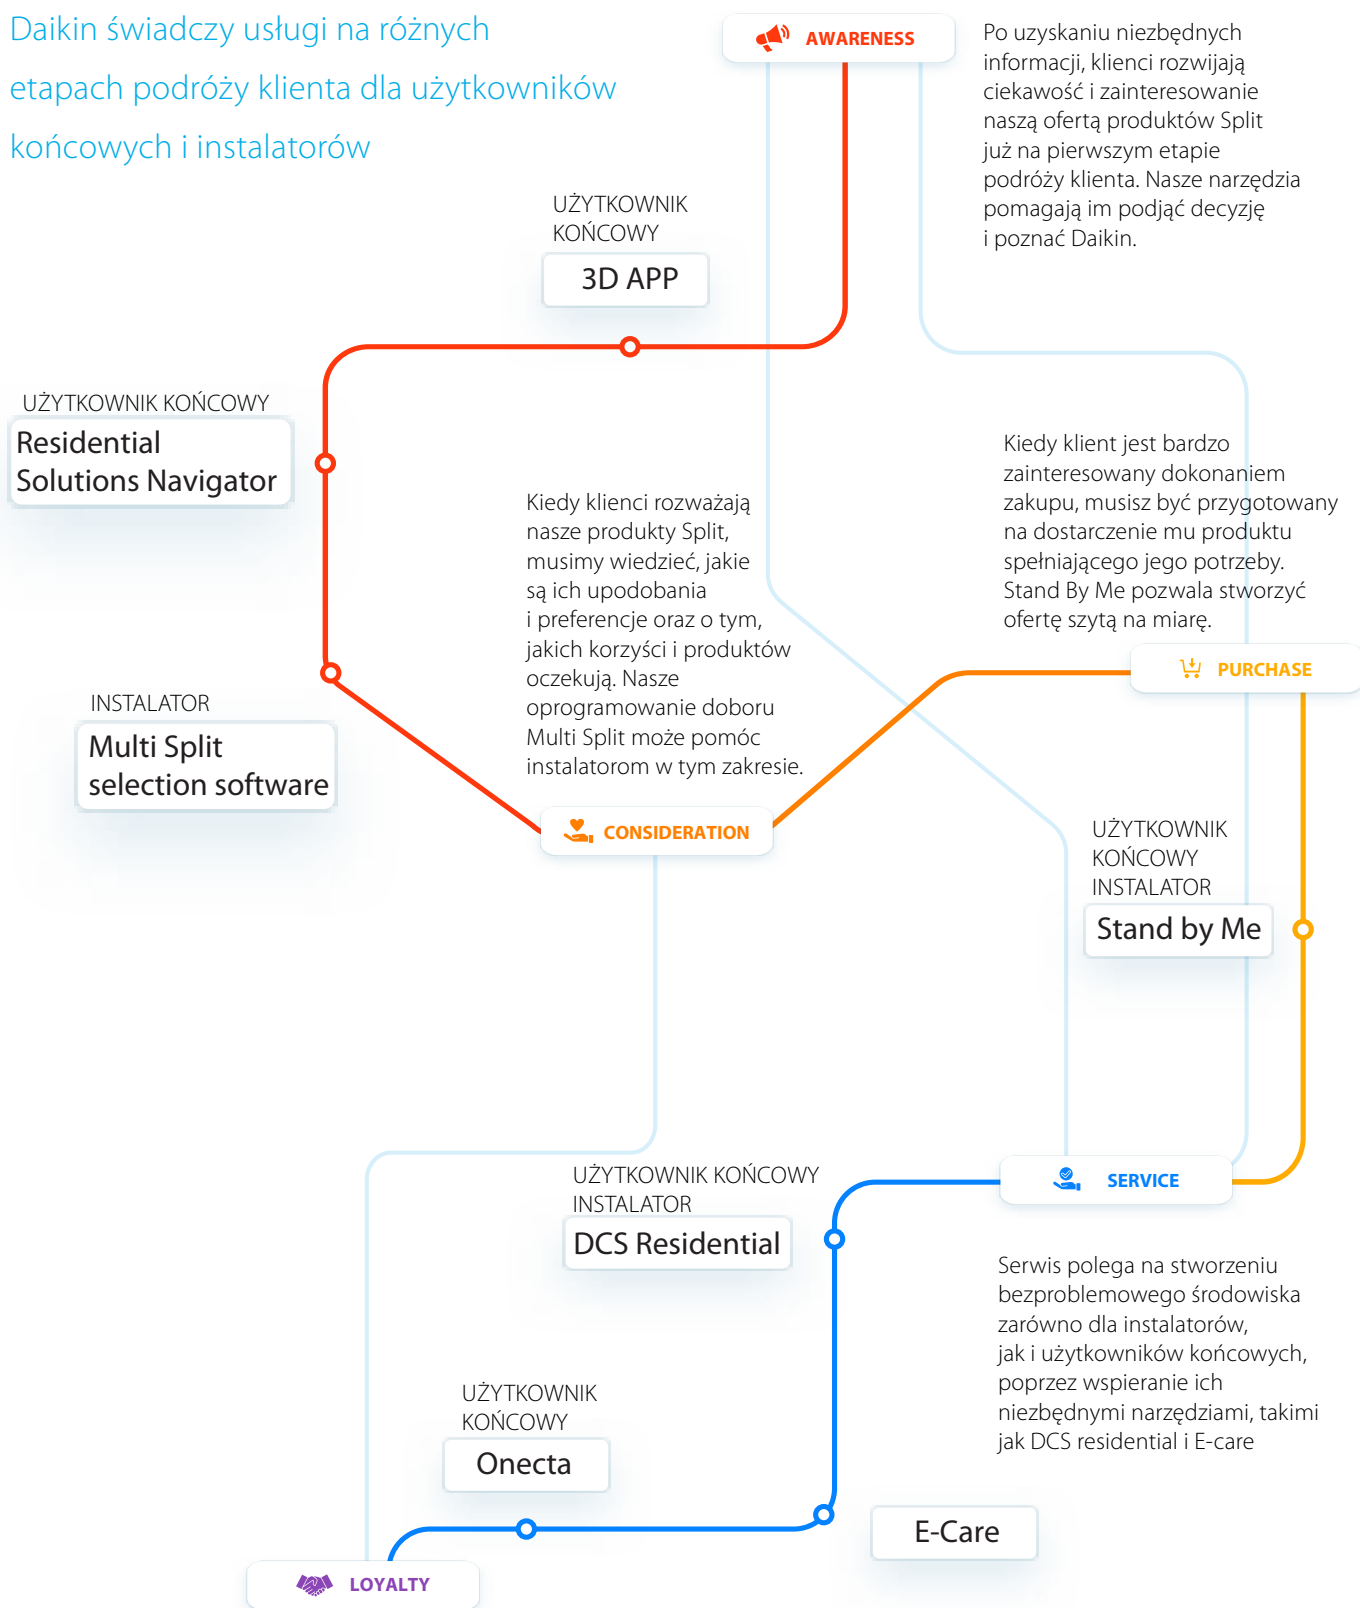 Daikin świadczy usługi na różnych
etapach podróży klienta dla użytkowników
końcowych i instalatorów
AWARENESS
Po uzyskaniu niezbędnych
informacji, klienci rozwijają
ciekawość i zainteresowanie
naszą ofertą produktów Split
już na pierwszym etapie
podróży klienta. Nasze narzędzia
pomagają im podjąć decyzję
i poznać Daikin.
UŻYTKOWNIK
KOŃCOWY
3D APP
UŻYTKOWNIK KOŃCOWY
Residential
Solutions Navigator
INSTALATOR
Multi Split
selection software
Kiedy klienci rozważają
nasze produkty Split,
musimy wiedzieć, jakie
są ich upodobania
i preferencje oraz o tym,
jakich korzyści i produktów
oczekują. Nasze
oprogramowanie doboru
Multi Split może pomóc
instalatorom w tym zakresie.
CONSIDERATION
Kiedy klient jest bardzo
zainteresowany dokonaniem
zakupu, musisz być przygotowany
na dostarczenie mu produktu
spełniającego jego potrzeby.
Stand By Me pozwala stworzyć
ofertę szytą na miarę.
PURCHASE
UŻYTKOWNIK
KOŃCOWY
INSTALATOR
Stand by Me
SERVICE
UŻYTKOWNIK KOŃCOWY
INSTALATOR
DCS Residential
Serwis polega na stworzeniu
bezproblemowego środowiska
zarówno dla instalatorów,
jak i użytkowników końcowych,
poprzez wspieranie ich
niezbędnymi narzędziami, takimi
jak DCS residential i E-care
UŻYTKOWNIK
KOŃCOWY
Onecta
E-Care
LOYALTY